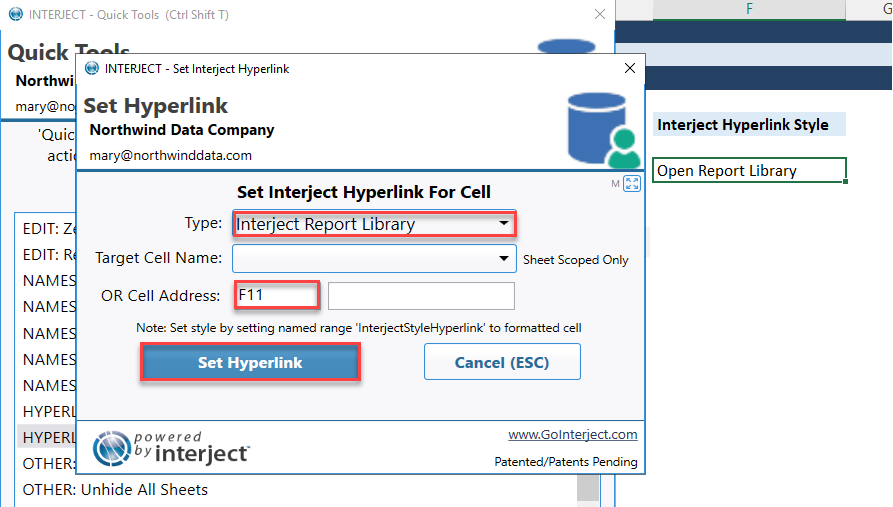 INTERJECT - Quick Tools (Ctrl Shift T)
F
G
Quick Tools
INTERJECT - Set Interject Hyperlink
Set Hyperlink
Northwind Data Company
mary@northwinddata.com
Interject Hyperlink Style
Open Report Library
M
Set Interject Hyperlink For Cell
Type: Interject Report Library
Target Cell Name: Sheet Scoped Only
OR Cell Address: F11
Note: Set style by setting named range 'InterjectStyleHyperlink' to formatted cell
Set Hyperlink Cancel (ESC)
powered
by interject
www.GoInterject.com
Patented/Patents Pending
Northwin
mary@no
'Quic
actio
EDIT: Ze
EDIT: Re
NAMES
NAMES
NAMES
NAMES
NAMES
HYPERL
HYPERL
OTHER:
OTHER: Unhide All Sheets